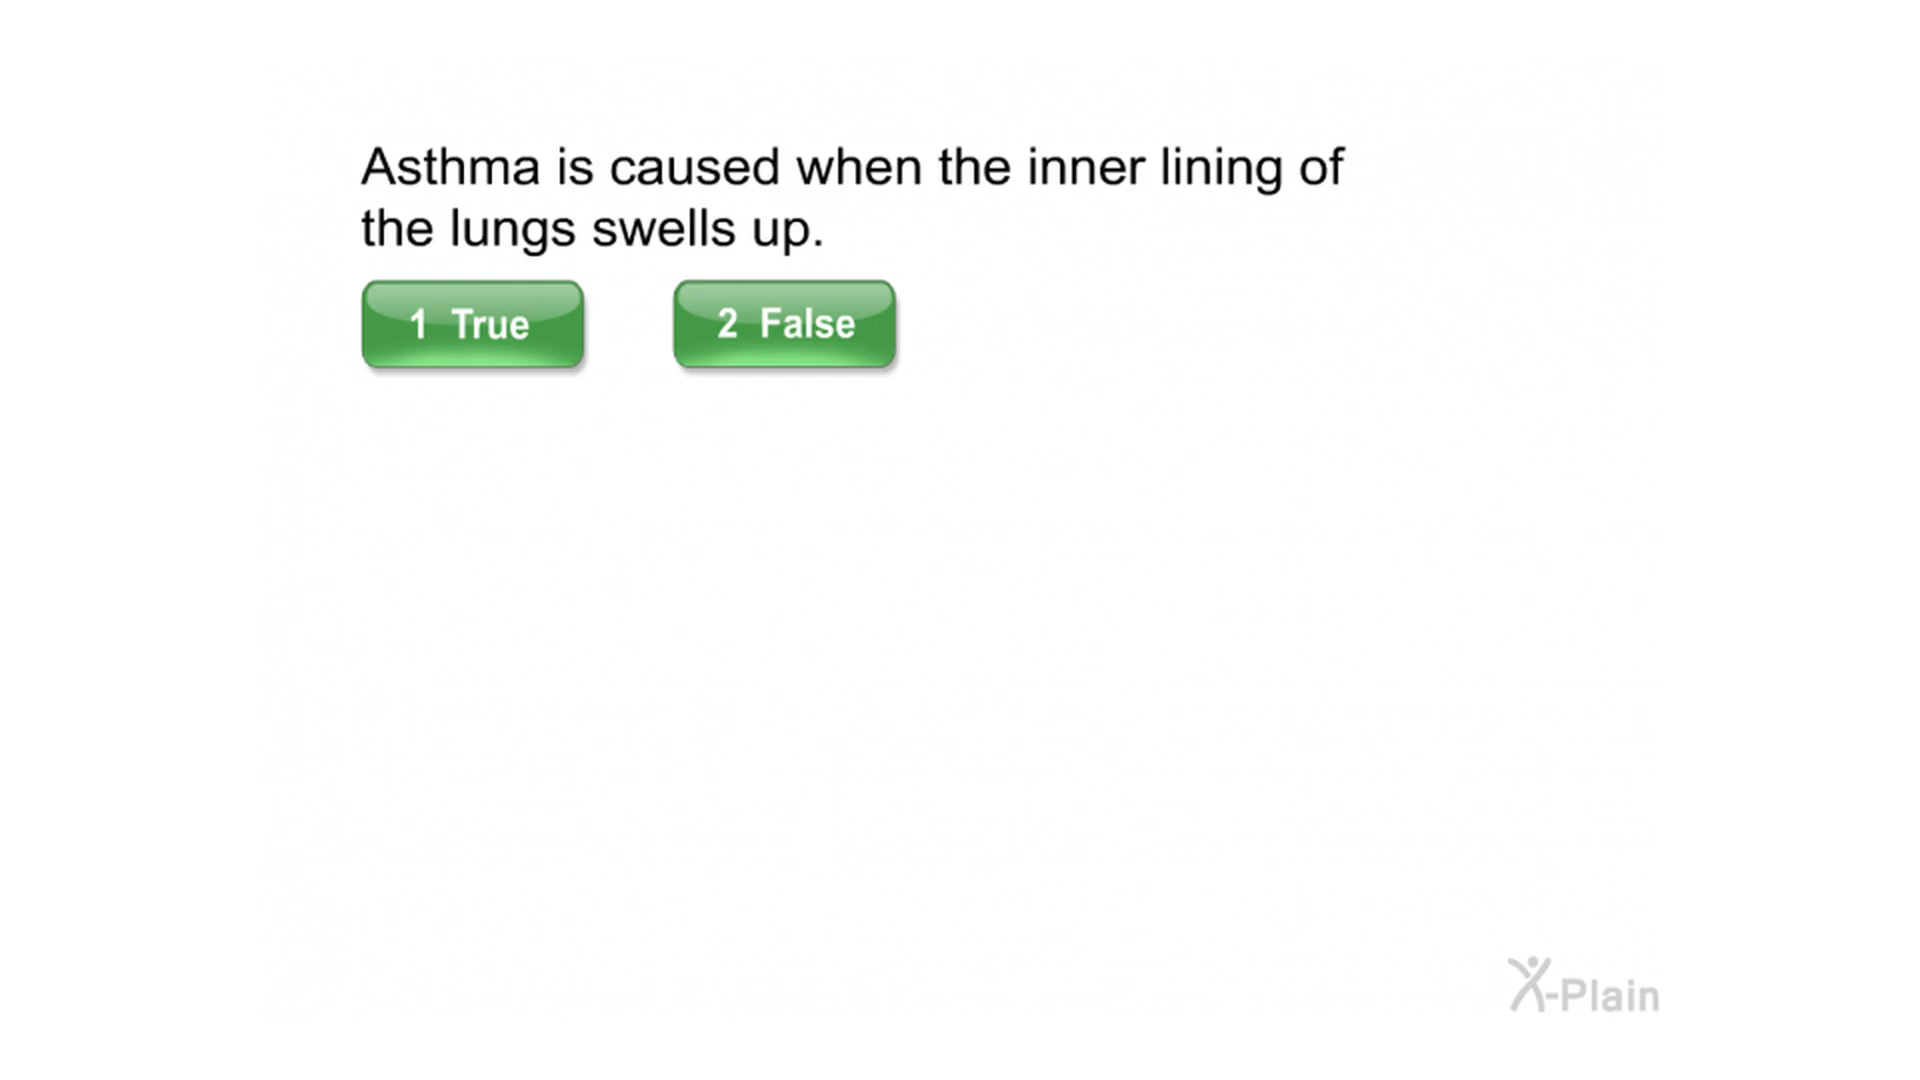 Asthma is caused when the inner lining of
the lungs swells up.
1 True
2 False
X-Plain